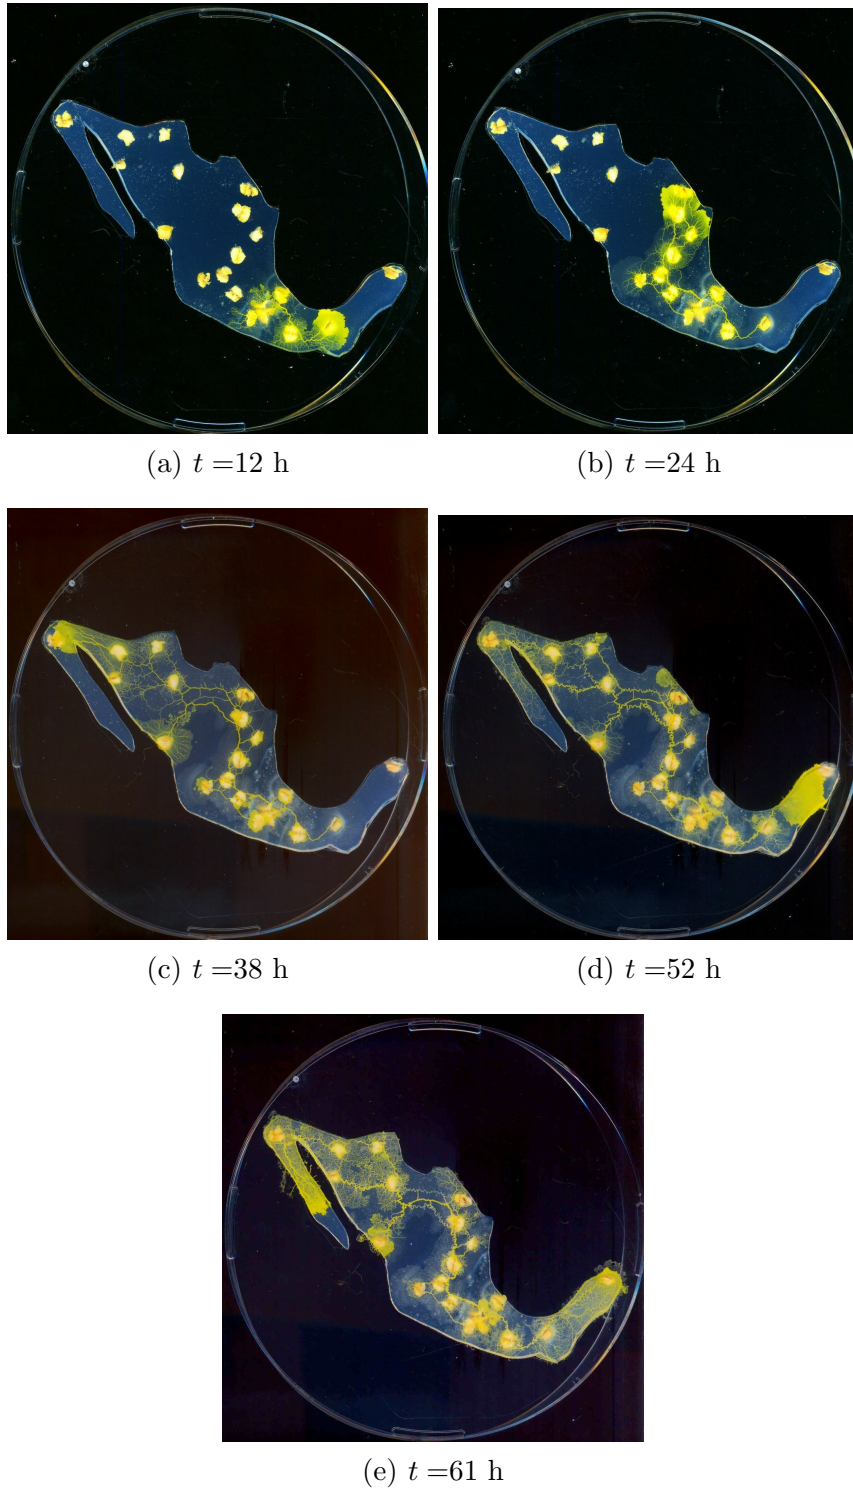 (a) t =12 h
(b) t =24 h
(c) t =38 h
(d) t =52 h
(e) t =61 h